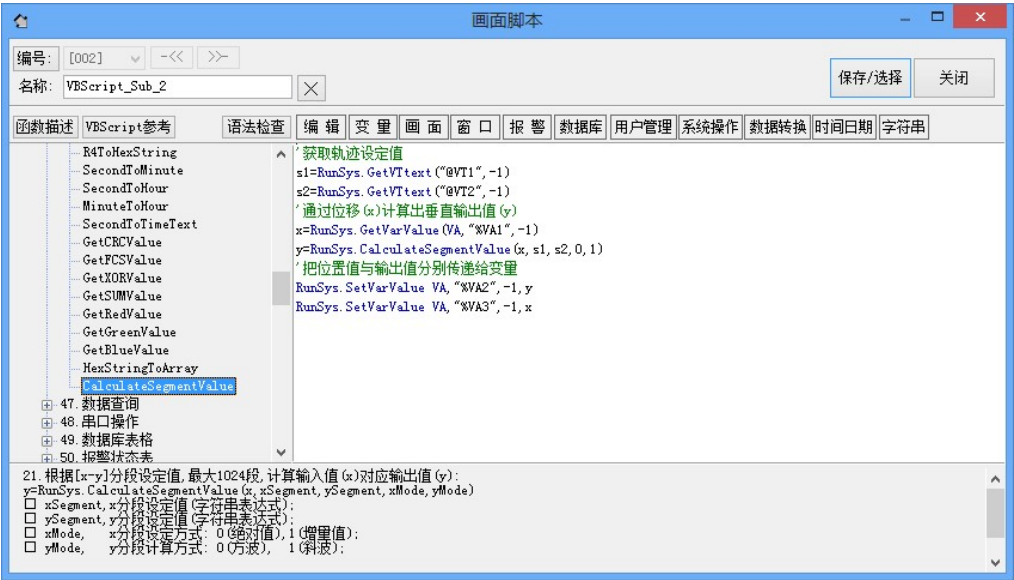 画面脚本
编号: [002] -<< >>-
名称: VBScript_Sub_2
保存/选择 关闭
函数描述 VBScript参考 语法检查 编 辑 变 量 画 面 窗 口 报 警 数据库 用户管理 系统操作 数据转换 时间日期 字符串
R4ToHexString
SecondToMinute
SecondToHour
MinuteToHour
SecondToTimeText
GetCRCValue
GetFCSValue
GetXORValue
GetSUMValue
GetRedValue
GetGreenValue
GetBlueValue
HexStringToArray
CalculateSegmentValue
47.数据查询
48.串口操作
49.数据库表格
50.报警状态表
'获取轨迹设定值
s1=RunSys.GetVTtext("@VT1",-1)
s2=RunSys.GetVTtext("@VT2",-1)
'通过位移(x)计算出垂直输出值(y)
x=RunSys.GetVarValue(VA,"%VA1",-1)
y=RunSys.CalculateSegmentValue(x,s1,s2,0,1)
'把位置值与输出值分别传递给变量
RunSys.SetVarValue VA,"%VA2",-1,y
RunSys.SetVarValue VA,"%VA3",-1,x
21.根据[x-y]分段设定值,最大1024段,计算输入值(x)对应输出值(y):
y=RunSys.CalculateSegmentValue(x,xSegment,ySegment,xMode,yMode)
□ xSegment,x分段设定值(字符串表达式);
□ ySegment,y分段设定值(字符串表达式);
□ xMode, x分段设定方式: 0(绝对值),1(增量值);
□ yMode, y分段计算方式: 0(方波), 1(斜波);